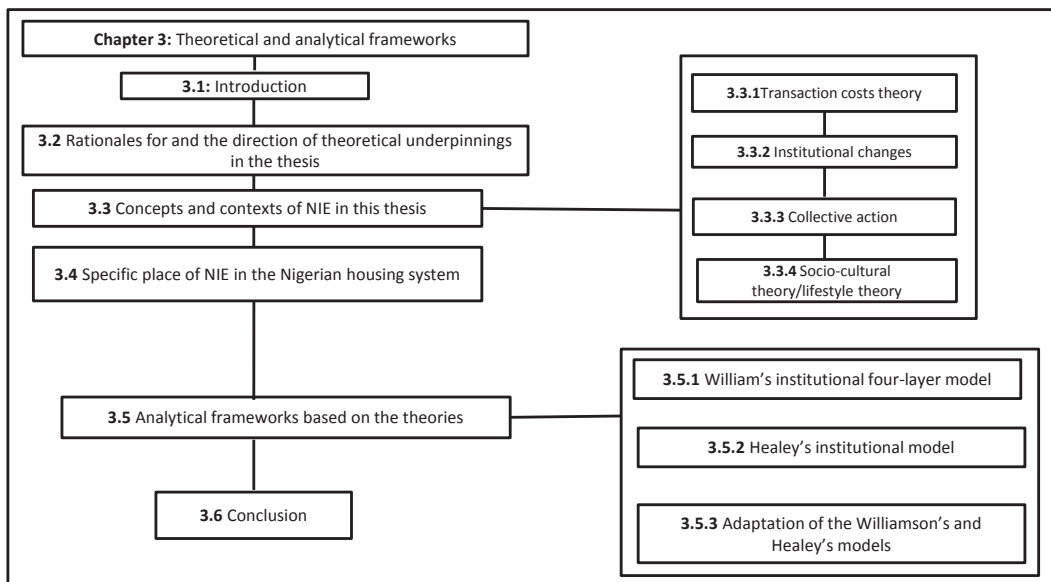 Chapter 3: Theoretical and analytical frameworks
3.1: Introduction
3.2 Rationales for and the direction of theoretical underpinnings
in the thesis
3.3 Concepts and contexts of NIE in this thesis
3.3.1Transaction costs theory
3.3.2 Institutional changes
3.3.3 Collective action
3.3.4 Socio-cultural
theory/lifestyle theory
3.4 Specific place of NIE in the Nigerian housing system
3.5 Analytical frameworks based on the theories
3.5.1 William’s institutional four-layer model
3.5.2 Healey’s institutional model
3.5.3 Adaptation of the Williamson’s and
Healey’s models
3.6 Conclusion